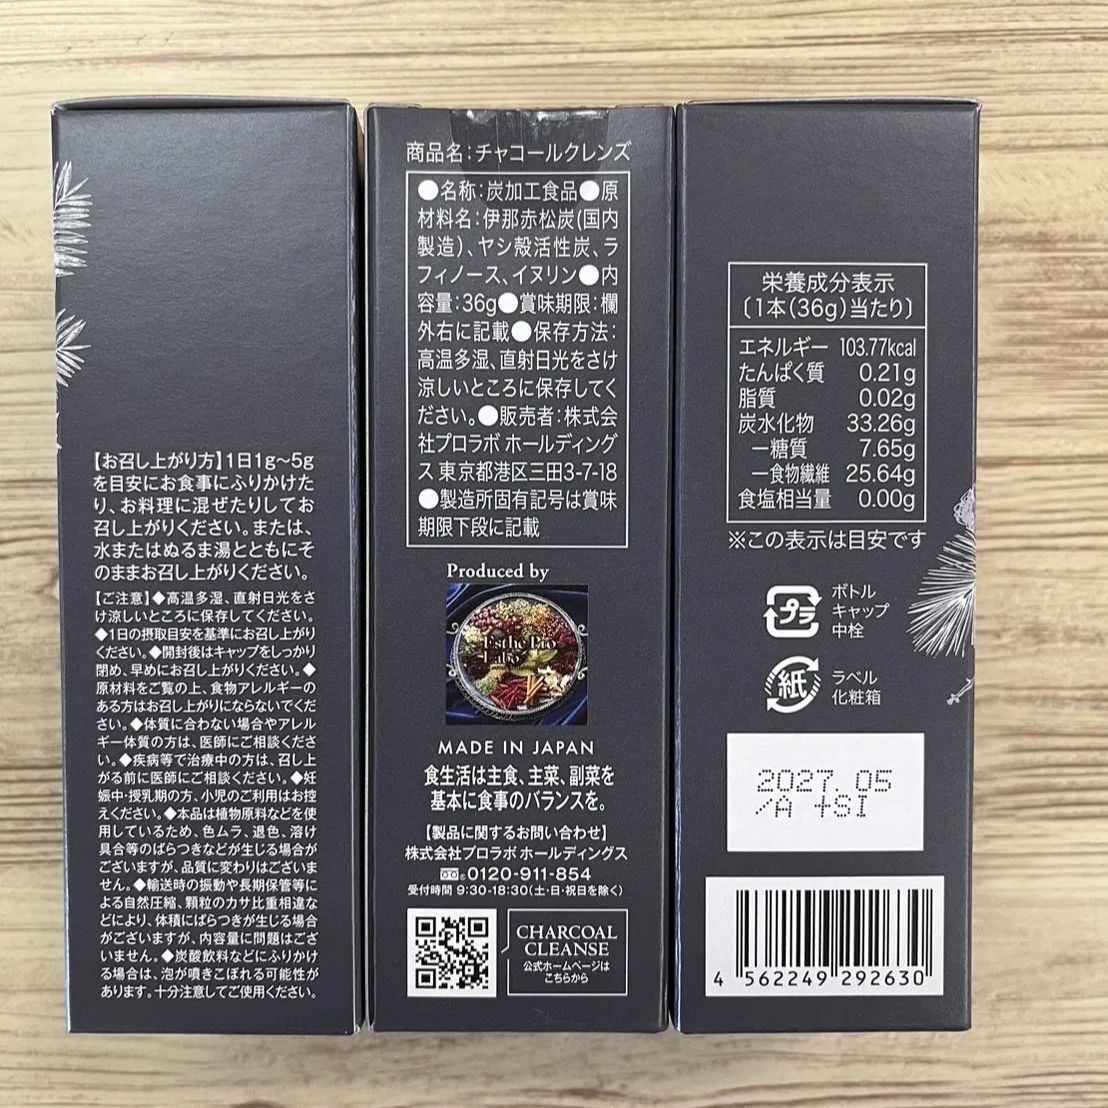 【お召し上がり方】1日1g〜5g
を目安にお食事にふりかけた
り、お料理に混ぜたりしてお
召し上がりください。または、
水またはぬるま湯とともにそ
のままお召し上がりください。
【ご注意】◆高温多湿、直射日光をさ
け涼しいところに保存してください。
◆1日の摂取目安を基準にお召し上がり
ください。◆開封後はキャップをしっかり
閉め、早めにお召し上がりください。◆
原材料をご覧の上、食物アレルギーの
ある方はお召し上がりにならないでくだ
さい。◆体質に合わない場合やアレル
ギー体質の方は、医師にご相談くださ
い。◆疾病等で治療中の方は、召し上
がる前に医師にご相談ください。◆妊
娠中・授乳期の方、小児のご利用はお控
えください。◆本品は植物原料などを使
用しているため、色ムラ、退色、溶け
具合等のばらつきなどが生じる場合が
ございますが、品質に変わりはございま
せん。◆輸送時の振動や長期保管等に
よる自然圧縮、顆粒のカサ比重相違な
どにより、体積にばらつきが生じる場合
がございますが、内容量に問題はござ
いません。◆炭酸飲料などにふりかけ
る場合は、泡が噴きこぼれる可能性が
あります。十分注意してご使用ください。
商品名:チャコールクレンズ
●名称:炭加工食品●原
材料名:伊那赤松炭(国内
製造)、ヤシ殻活性炭、ラ
フィノース、イヌリン●内
容量:36g●賞味期限:欄
外右に記載●保存方法:
高温多湿、直射日光をさけ
涼しいところに保存してく
ださい。●販売者:株式会
社プロラボ ホールディング
ス 東京都港区三田3-7-18
●製造所固有記号は賞味
期限下段に記載
Produced by
Esthe Pro
Labo
MADE IN JAPAN
食生活は主食、主菜、副菜を
基本に食事のバランスを。
【製品に関するお問い合わせ】
株式会社プロラボ ホールディングス
0120-911-854
受付時間 9:30-18:30(土・日・祝日を除く)
CHARCOAL
CLEANSE
公式ホームページは
こちらから
栄養成分表示
〔1本(36g)当たり〕
エネルギー 103.77kcal
たんぱく質 0.21g
脂質 0.02g
炭水化物 33.26g
―糖質 7.65g
―食物繊維 25.64g
食塩相当量 0.00g
※この表示は目安です
プラ
ボトル
キャップ
中栓
紙
ラベル
化粧箱
2027.05
/A +SI
4 562249 292630